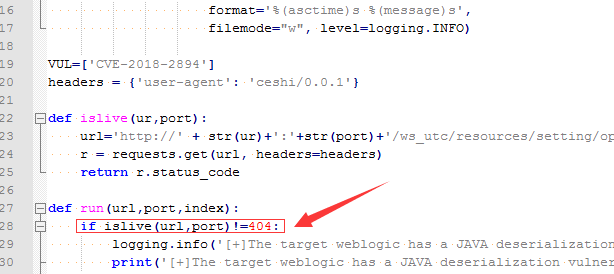 16 format='%(asctime)s %(message)s',
17 filemode="w", level=logging.INFO)
18
19 VUL=['CVE-2018-2894']
20 headers = {'user-agent': 'ceshi/0.0.1'}
21
22 def islive(ur,port):
23 url='http://' + str(ur)+':'+str(port)+'/ws_utc/resources/setting/op
24 r = requests.get(url, headers=headers)
25 return r.status_code
26
27 def run(url,port,index):
28 if islive(url,port)!=404:
29 logging.info('[+]The target weblogic has a JAVA deserialization
30 print('[+]The target weblogic has a JAVA deserialization vulner